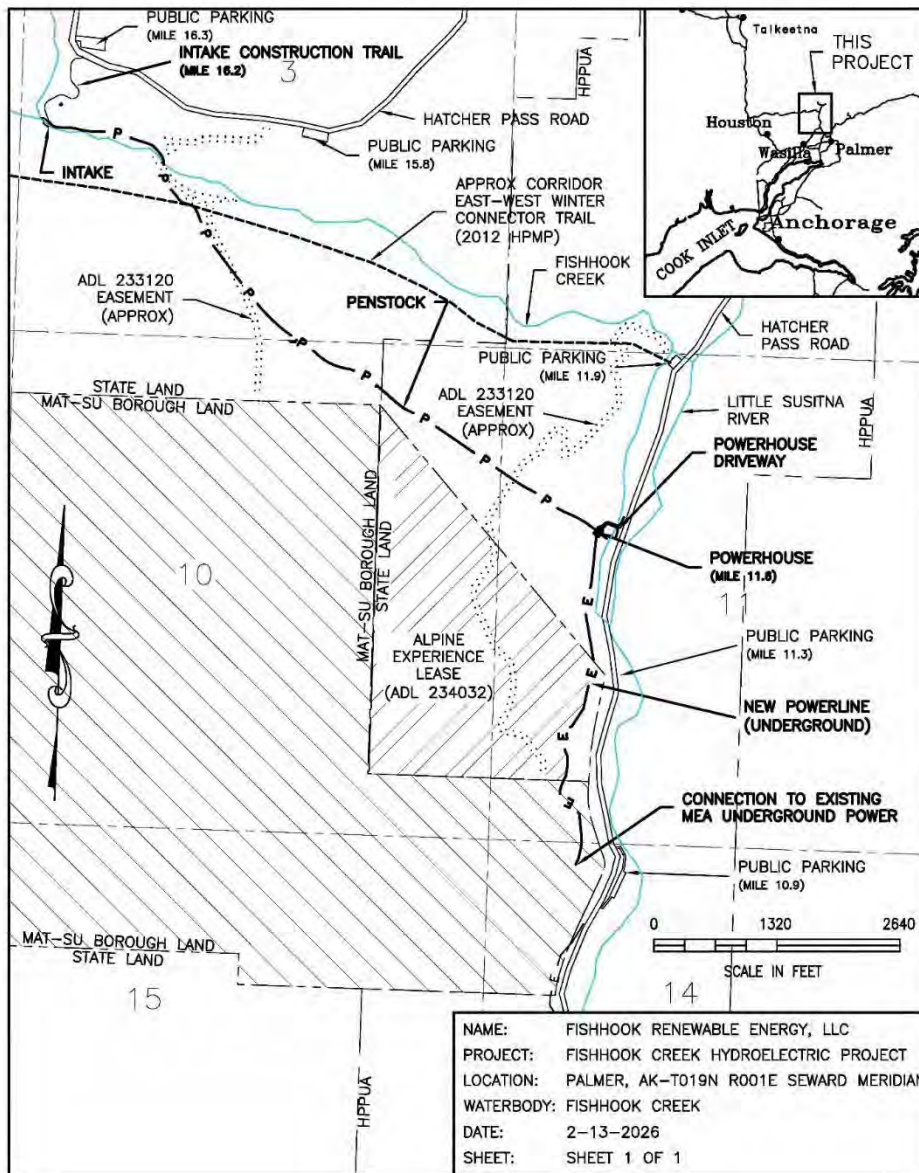 PUBLIC PARKING
(MILE 16.3)
INTAKE CONSTRUCTION TRAIL
(MILE 16.2)
3
HPPUA
HATCHER PASS ROAD
PUBLIC PARKING
(MILE 15.8)
P
INTAKE
P
P
APPROX CORRIDOR
EAST-WEST WINTER
CONNECTOR TRAIL
(2012 HPMP)
Talkeetna
THIS
PROJECT
Houston
Wasilla
Palmer
Anchorage
COOK INLET
ADL 233120
EASEMENT
(APPROX)
P
P
PENSTOCK
FISHHOOK
CREEK
HATCHER
PASS ROAD
PUBLIC PARKING
(MILE 11.9)
P
STATE LAND
MAT-SU BOROUGH LAND
ADL 233120
EASEMENT
(APPROX)
LITTLE SUSITNA
RIVER
HPPUA
P
P
P
POWERHOUSE
DRIVEWAY
POWERHOUSE
(MILE 11.8)
10
11
MAT-SU BOROUGH LAND
STATE LAND
E
ALPINE
EXPERIENCE
LEASE
(ADL 234032)
PUBLIC PARKING
(MILE 11.3)
E
NEW POWERLINE
(UNDERGROUND)
E
E
CONNECTION TO EXISTING
MEA UNDERGROUND POWER
PUBLIC PARKING
(MILE 10.9)
MAT-SU BOROUGH LAND
STATE LAND
0 1320 2640
SCALE IN FEET
E
15
14
HPPUA
NAME: FISHHOOK RENEWABLE ENERGY, LLC
PROJECT: FISHHOOK CREEK HYDROELECTRIC PROJECT
LOCATION: PALMER, AK-T019N R001E SEWARD MERIDIAN
WATERBODY: FISHHOOK CREEK
DATE: 2-13-2026
SHEET: SHEET 1 OF 1